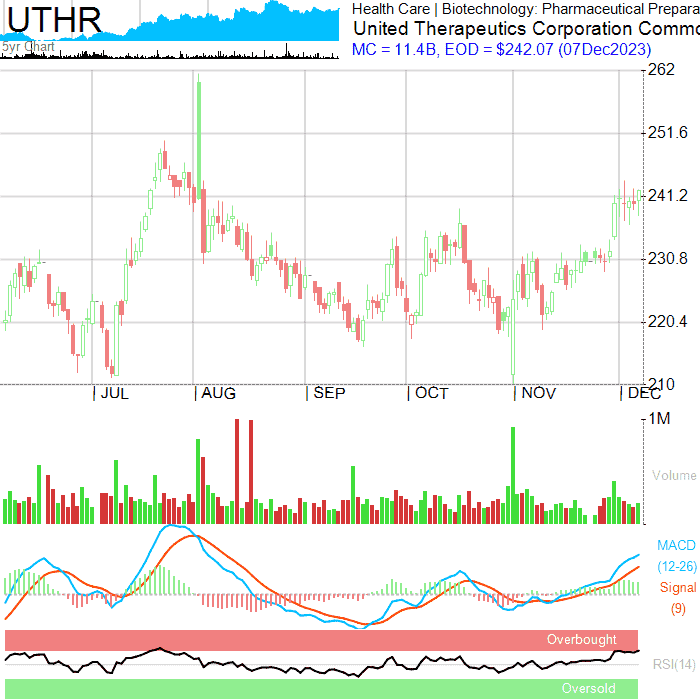 UTHR
5yr Chart
Health Care | Biotechnology: Pharmaceutical Prepara
United Therapeutics Corporation Commo
MC = 11.4B, EOD = $242.07 (07Dec2023)
262
251.6
241.2
230.8
220.4
210
JUL AUG SEP OCT NOV DEC
1M
Volume
MACD
(12-26)
Signal
(9)
Overbought
RSI(14)
Oversold